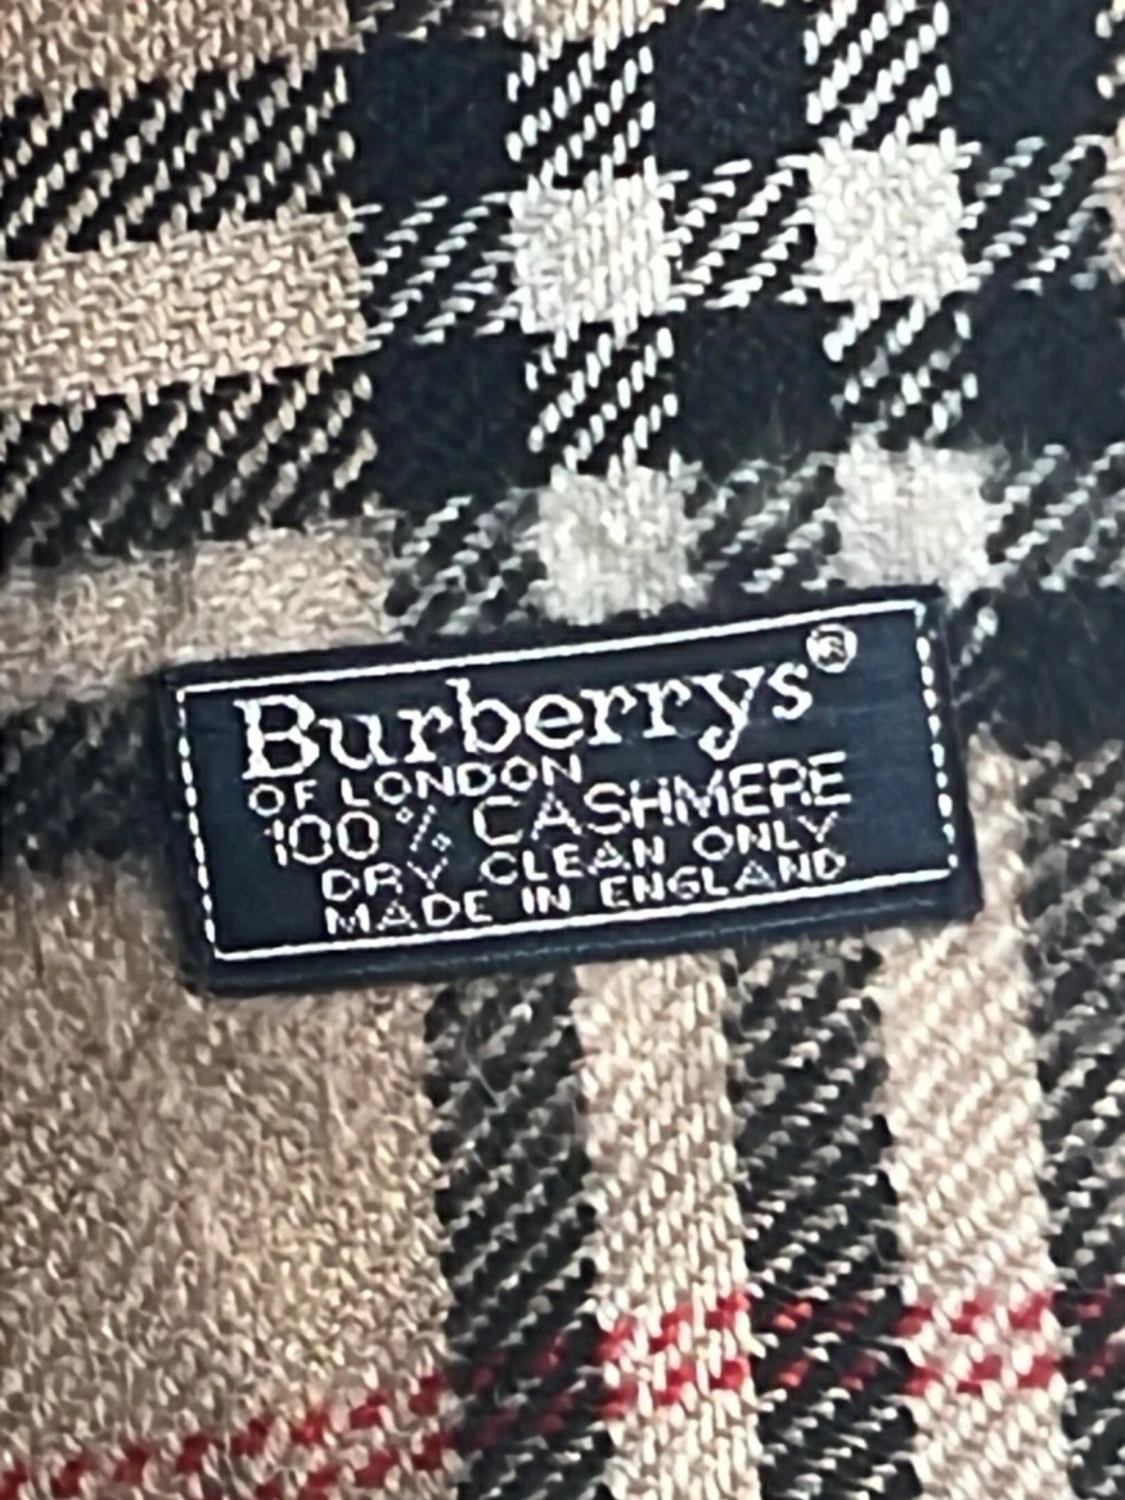 Burberrys®
OF LONDON
100% CASHMERE
DRY CLEAN ONLY
MADE IN ENGLAND